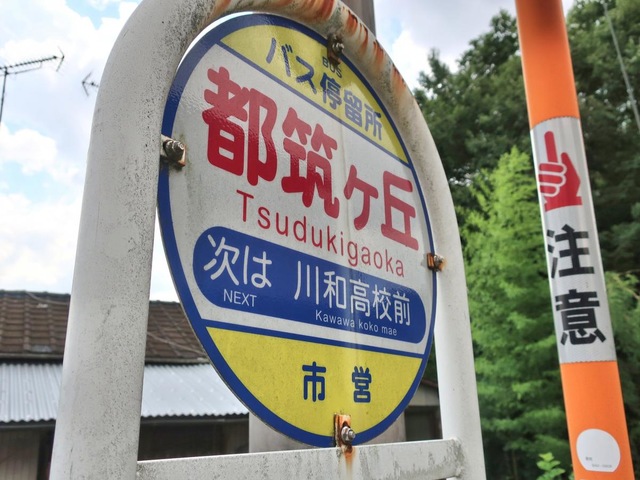 BUS
バス停留所
都筑ヶ丘
Tsudukigaoka
次は 川和高校前
NEXT Kawawa koko mae
市営
注意